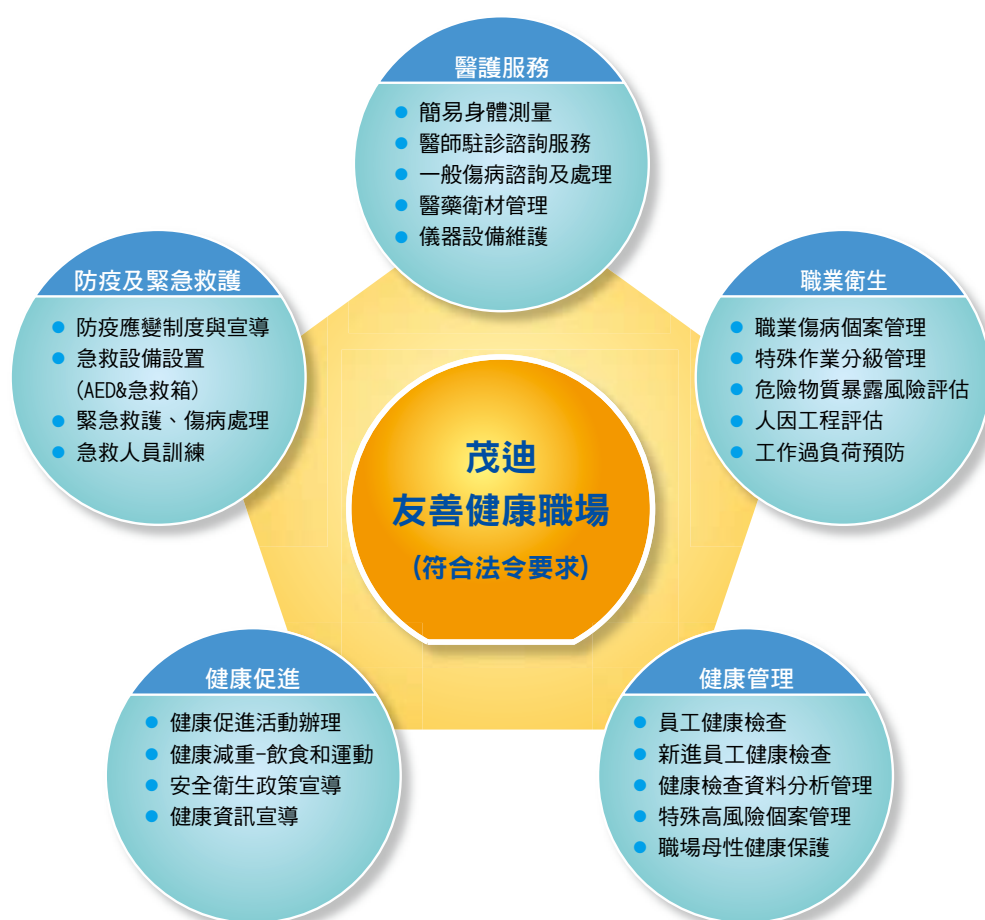 醫護服務
簡易身體測量
醫師駐診諮詢服務
一般傷病諮詢及處理
醫藥衛材管理
儀器設備維護
防疫及緊急救護
防疫應變制度與宣導
急救設備設置
(AED&急救箱)
緊急救護、傷病處理
急救人員訓練
職業衛生
職業傷病個案管理
特殊作業分級管理
危險物質暴露風險評估
人因工程評估
工作過負荷預防
茂迪
友善健康職場
(符合法令要求)
健康促進
健康促進活動辦理
健康減重-飲食和運動
安全衛生政策宣導
健康資訊宣導
健康管理
員工健康檢查
新進員工健康檢查
健康檢查資料分析管理
特殊高風險個案管理
職場母性健康保護